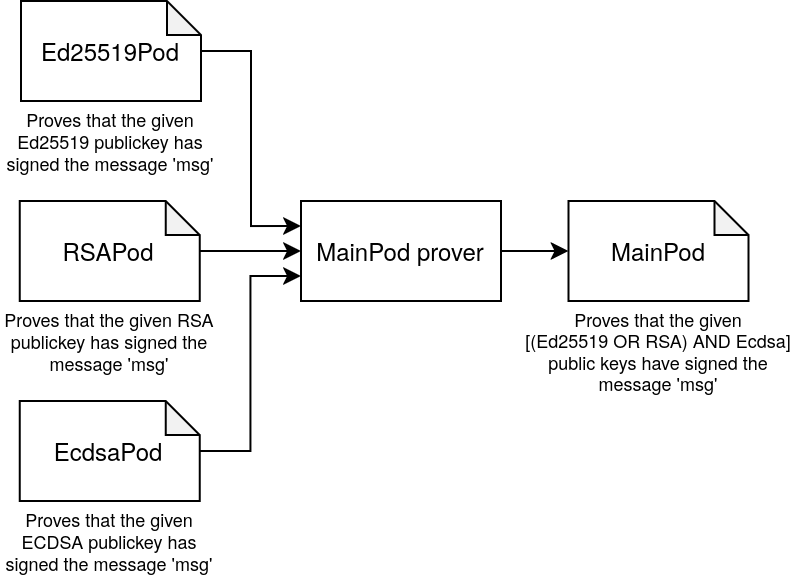 Ed25519Pod
Proves that the given
Ed25519 publickey has
signed the message 'msg'
RSAPod
Proves that the given RSA
publickey has signed the
message 'msg'
EcdsaPod
Proves that the given
ECDSA publickey has
signed the message 'msg'
MainPod prover
MainPod
Proves that the given
[(Ed25519 OR RSA) AND Ecdsa]
public keys have signed the
message 'msg'